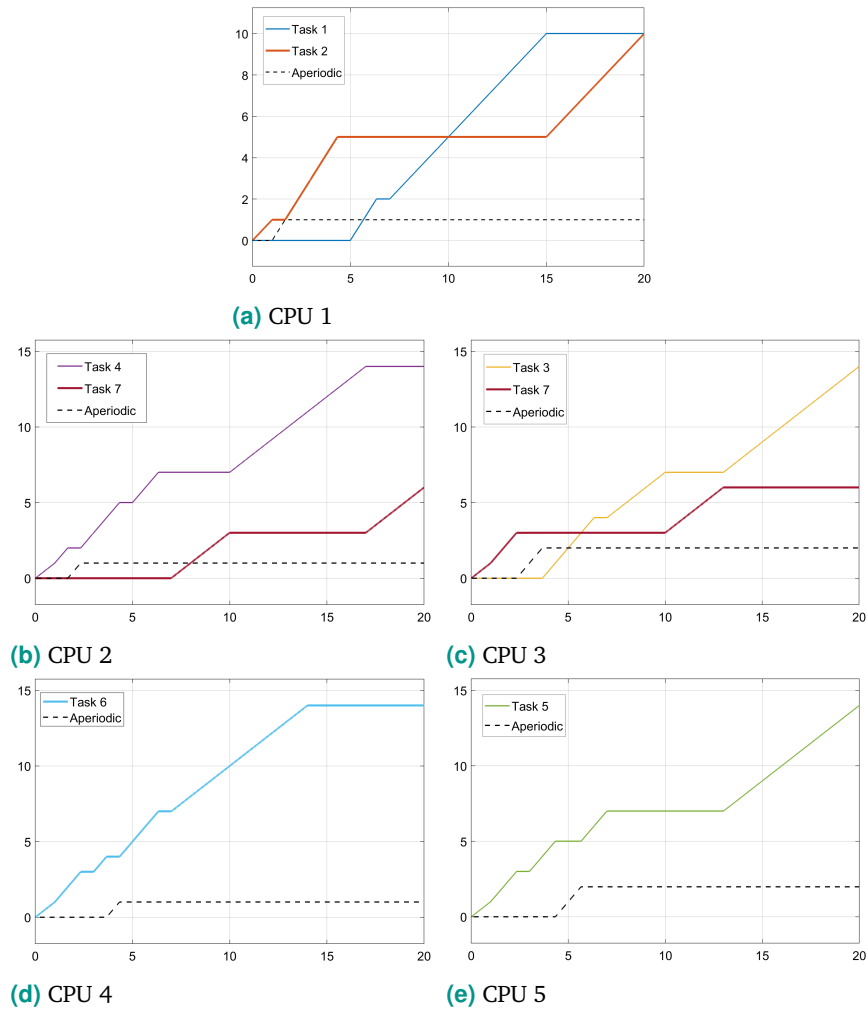 10
8
6
4
2
0
Task 1
Task 2
Aperiodic
0 5 10 15 20
(a) CPU 1
15
10
5
0
Task 4
Task 7
Aperiodic
0 5 10 15 20
(b) CPU 2
15
10
5
0
Task 3
Task 7
Aperiodic
0 5 10 15 20
(c) CPU 3
15
10
5
0
Task 6
Aperiodic
0 5 10 15 20
(d) CPU 4
15
10
5
0
Task 5
Aperiodic
0 5 10 15 20
(e) CPU 5